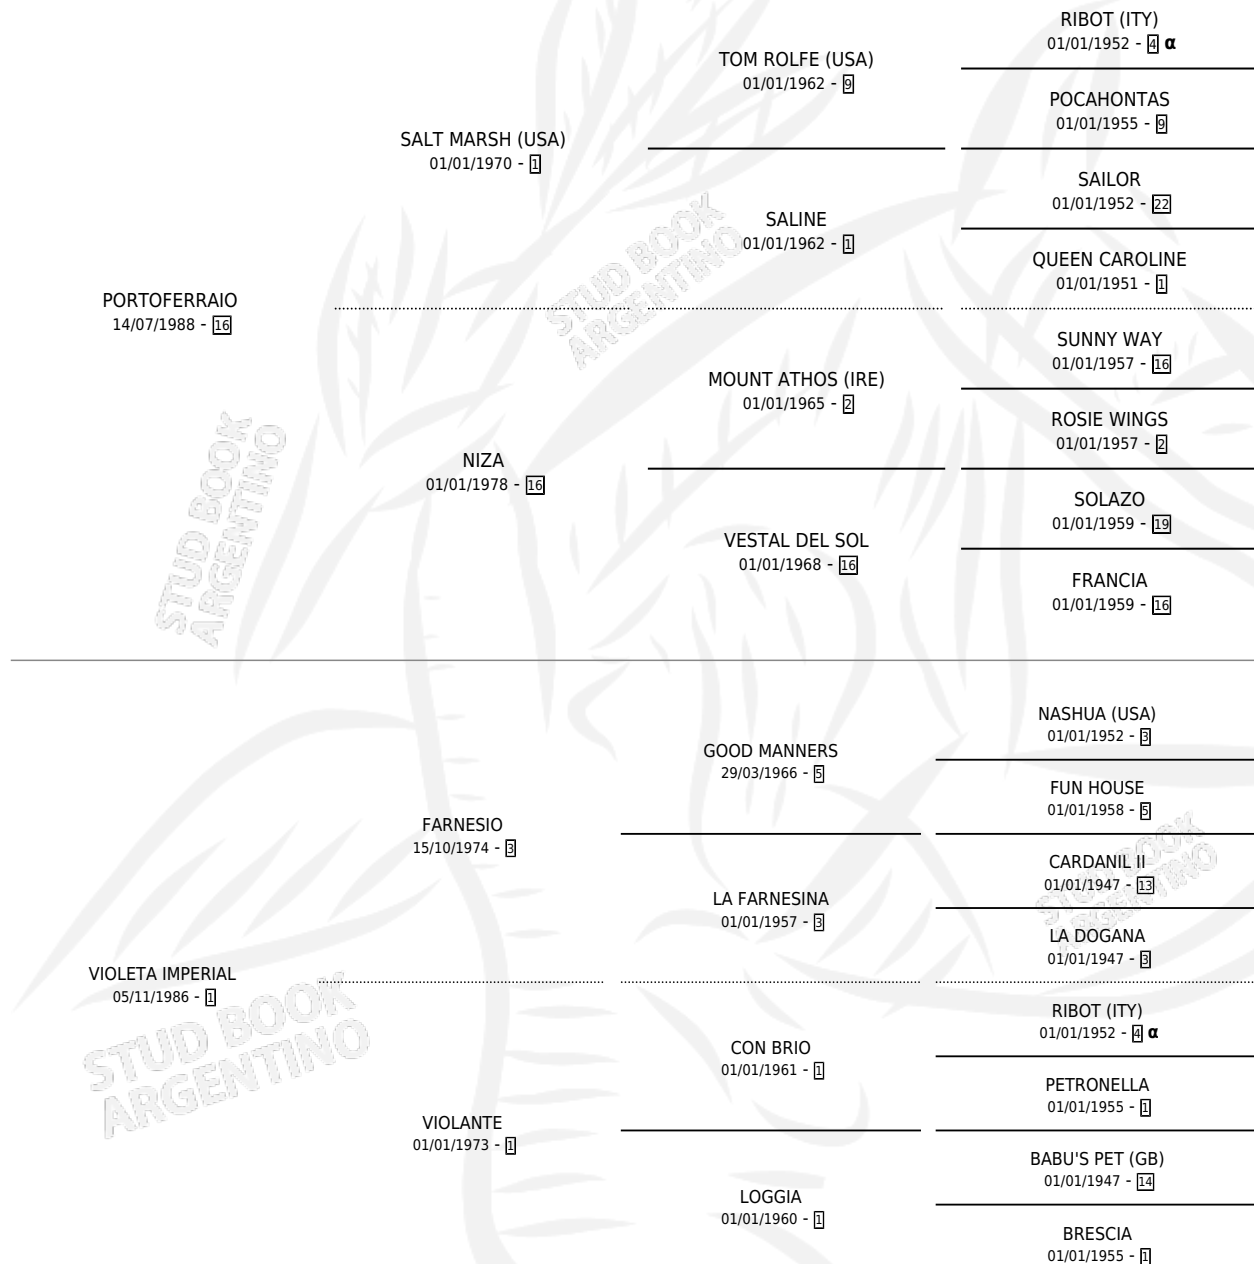 RIBOT (ITY)
01/01/1952 - 4 α
TOM ROLFE (USA)
01/01/1962 - 9
POCAHONTAS
01/01/1955 - 9
SALT MARSH (USA)
01/01/1970 - 1
SAILOR
01/01/1952 - 22
SALINE
01/01/1962 - 1
QUEEN CAROLINE
01/01/1951 - 1
STUD BOOK
ARGENTINO
PORTOFERRAIO
14/07/1988 - 16
SUNNY WAY
01/01/1957 - 16
MOUNT ATHOS (IRE)
01/01/1965 - 2
ROSIE WINGS
01/01/1957 - 2
NIZA
01/01/1978 - 16
SOLAZO
01/01/1959 - 19
VESTAL DEL SOL
01/01/1968 - 16
FRANCIA
01/01/1959 - 16
STUD BOOK
ARGENTINO
NASHUA (USA)
01/01/1952 - 3
GOOD MANNERS
29/03/1966 - 5
FUN HOUSE
01/01/1958 - 5
FARNESIO
15/10/1974 - 3
CARDANIL II
01/01/1947 - 13
STUD BOOK
ARGENTINO
LA FARNESINA
01/01/1957 - 3
LA DOGANA
01/01/1947 - 3
VIOLETA IMPERIAL
05/11/1986 - 1
STUD BOOK
ARGENTINO
RIBOT (ITY)
01/01/1952 - 4 α
CON BRIO
01/01/1961 - 1
PETRONELLA
01/01/1955 - 1
VIOLANTE
01/01/1973 - 1
BABU'S PET (GB)
01/01/1947 - 14
LOGGIA
01/01/1960 - 1
BRESCIA
01/01/1955 - 1